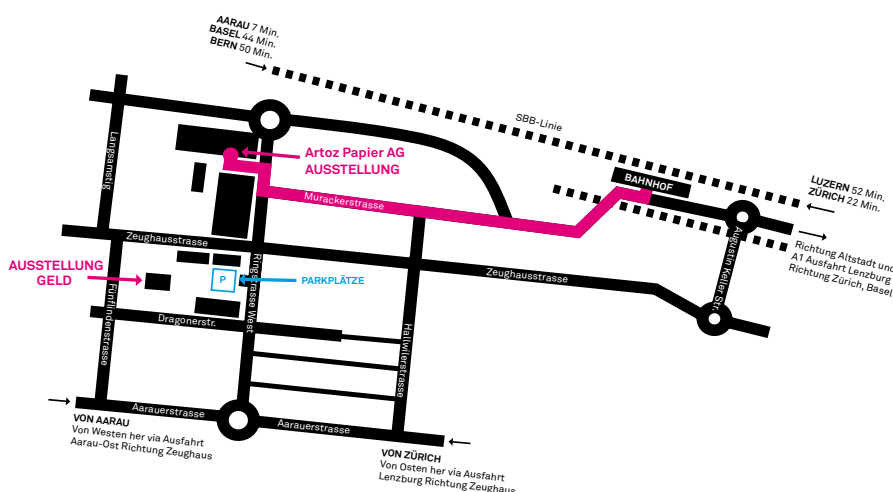 AARAU 7 Min.
BASEL 44 Min.
BERN 50 Min.
SBB-Linie
Langsamstig
Artoz Papier AG
AUSSTELLUNG
BAHNHOF
LUZERN 52 Min.
ZÜRICH 22 Min.
Murackerstrasse
Zeughausstrasse
Zeughausstrasse
Augustin Keller Str.
Richtung Altstadt und
A1 Ausfahrt Lenzburg
Richtung Zürich, Basel
AUSSTELLUNG
GELD
P
PARKPLÄTZE
Fünflindenstrasse
Ringstrasse West
Dragonerstr.
Hallwilerstrasse
Aarauerstrasse
Aarauerstrasse
VON AARAU
Von Westen her via Ausfahrt
Aarau-Ost Richtung Zeughaus
VON ZÜRICH
Von Osten her via Ausfahrt
Lenzburg Richtung Zeughaus